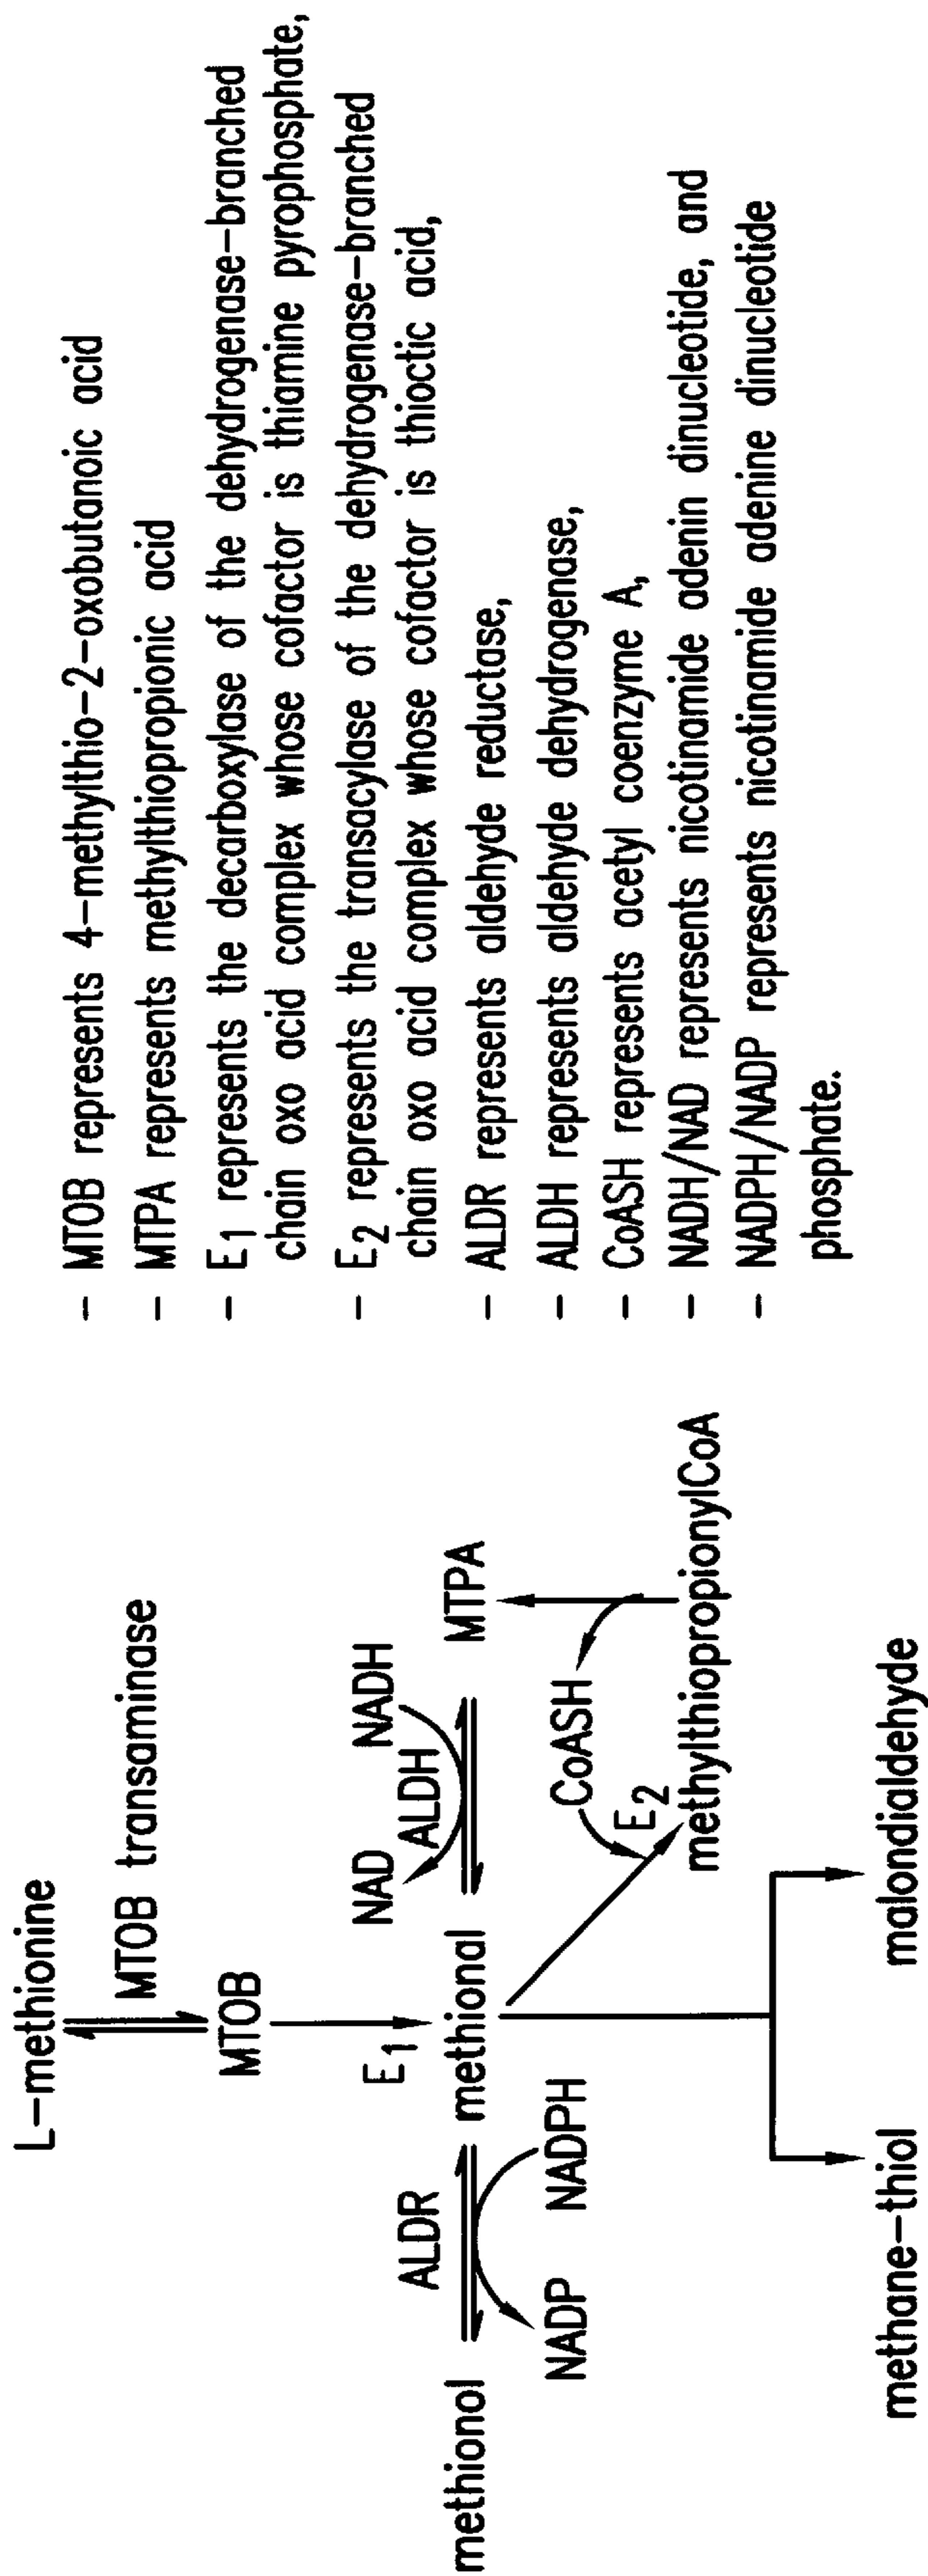 L–methionine
MTOB transaminase
MTOB
E1
NAD NADH
ALDR
ALDH
methionol
methional
MTPA
NADP NADPH
CoASH
E2
methylthiopropionylCoA
methane–thiol
malondialdehyde
– MTOB represents 4–methylthio–2–oxobutanoic acid
– MTPA represents methylthiopropionic acid
– E1 represents the decarboxylase of the dehydrogenase–branched
chain oxo acid complex whose cofactor is thiamine pyrophosphate,
– E2 represents the transacylase of the dehydrogenase–branched
chain oxo acid complex whose cofactor is thioctic acid,
– ALDR represents aldehyde reductase,
– ALDH represents aldehyde dehydrogenase,
– CoASH represents acetyl coenzyme A,
– NADH/NAD represents nicotinamide adenin dinucleotide, and
– NADPH/NADP represents nicotinamide adenine dinucleotide
phosphate.